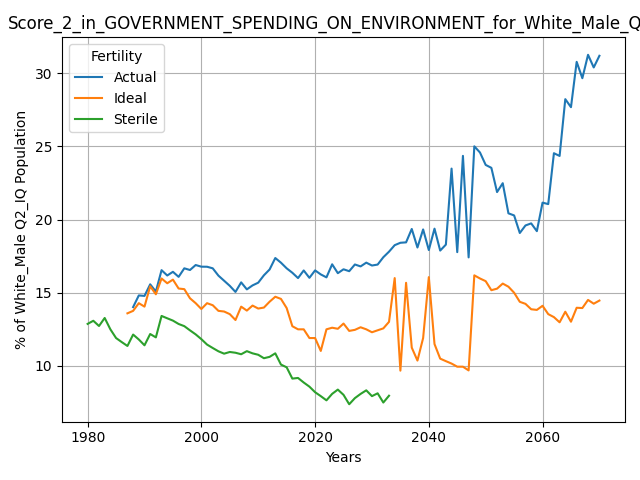 Score_2_in_GOVERNMENT_SPENDING_ON_ENVIRONMENT_for_White_Male_Q
Fertility
Actual
Ideal
Sterile
% of White_Male Q2_IQ Population
30
25
20
15
10
1980 2000 2020 2040 2060
Years